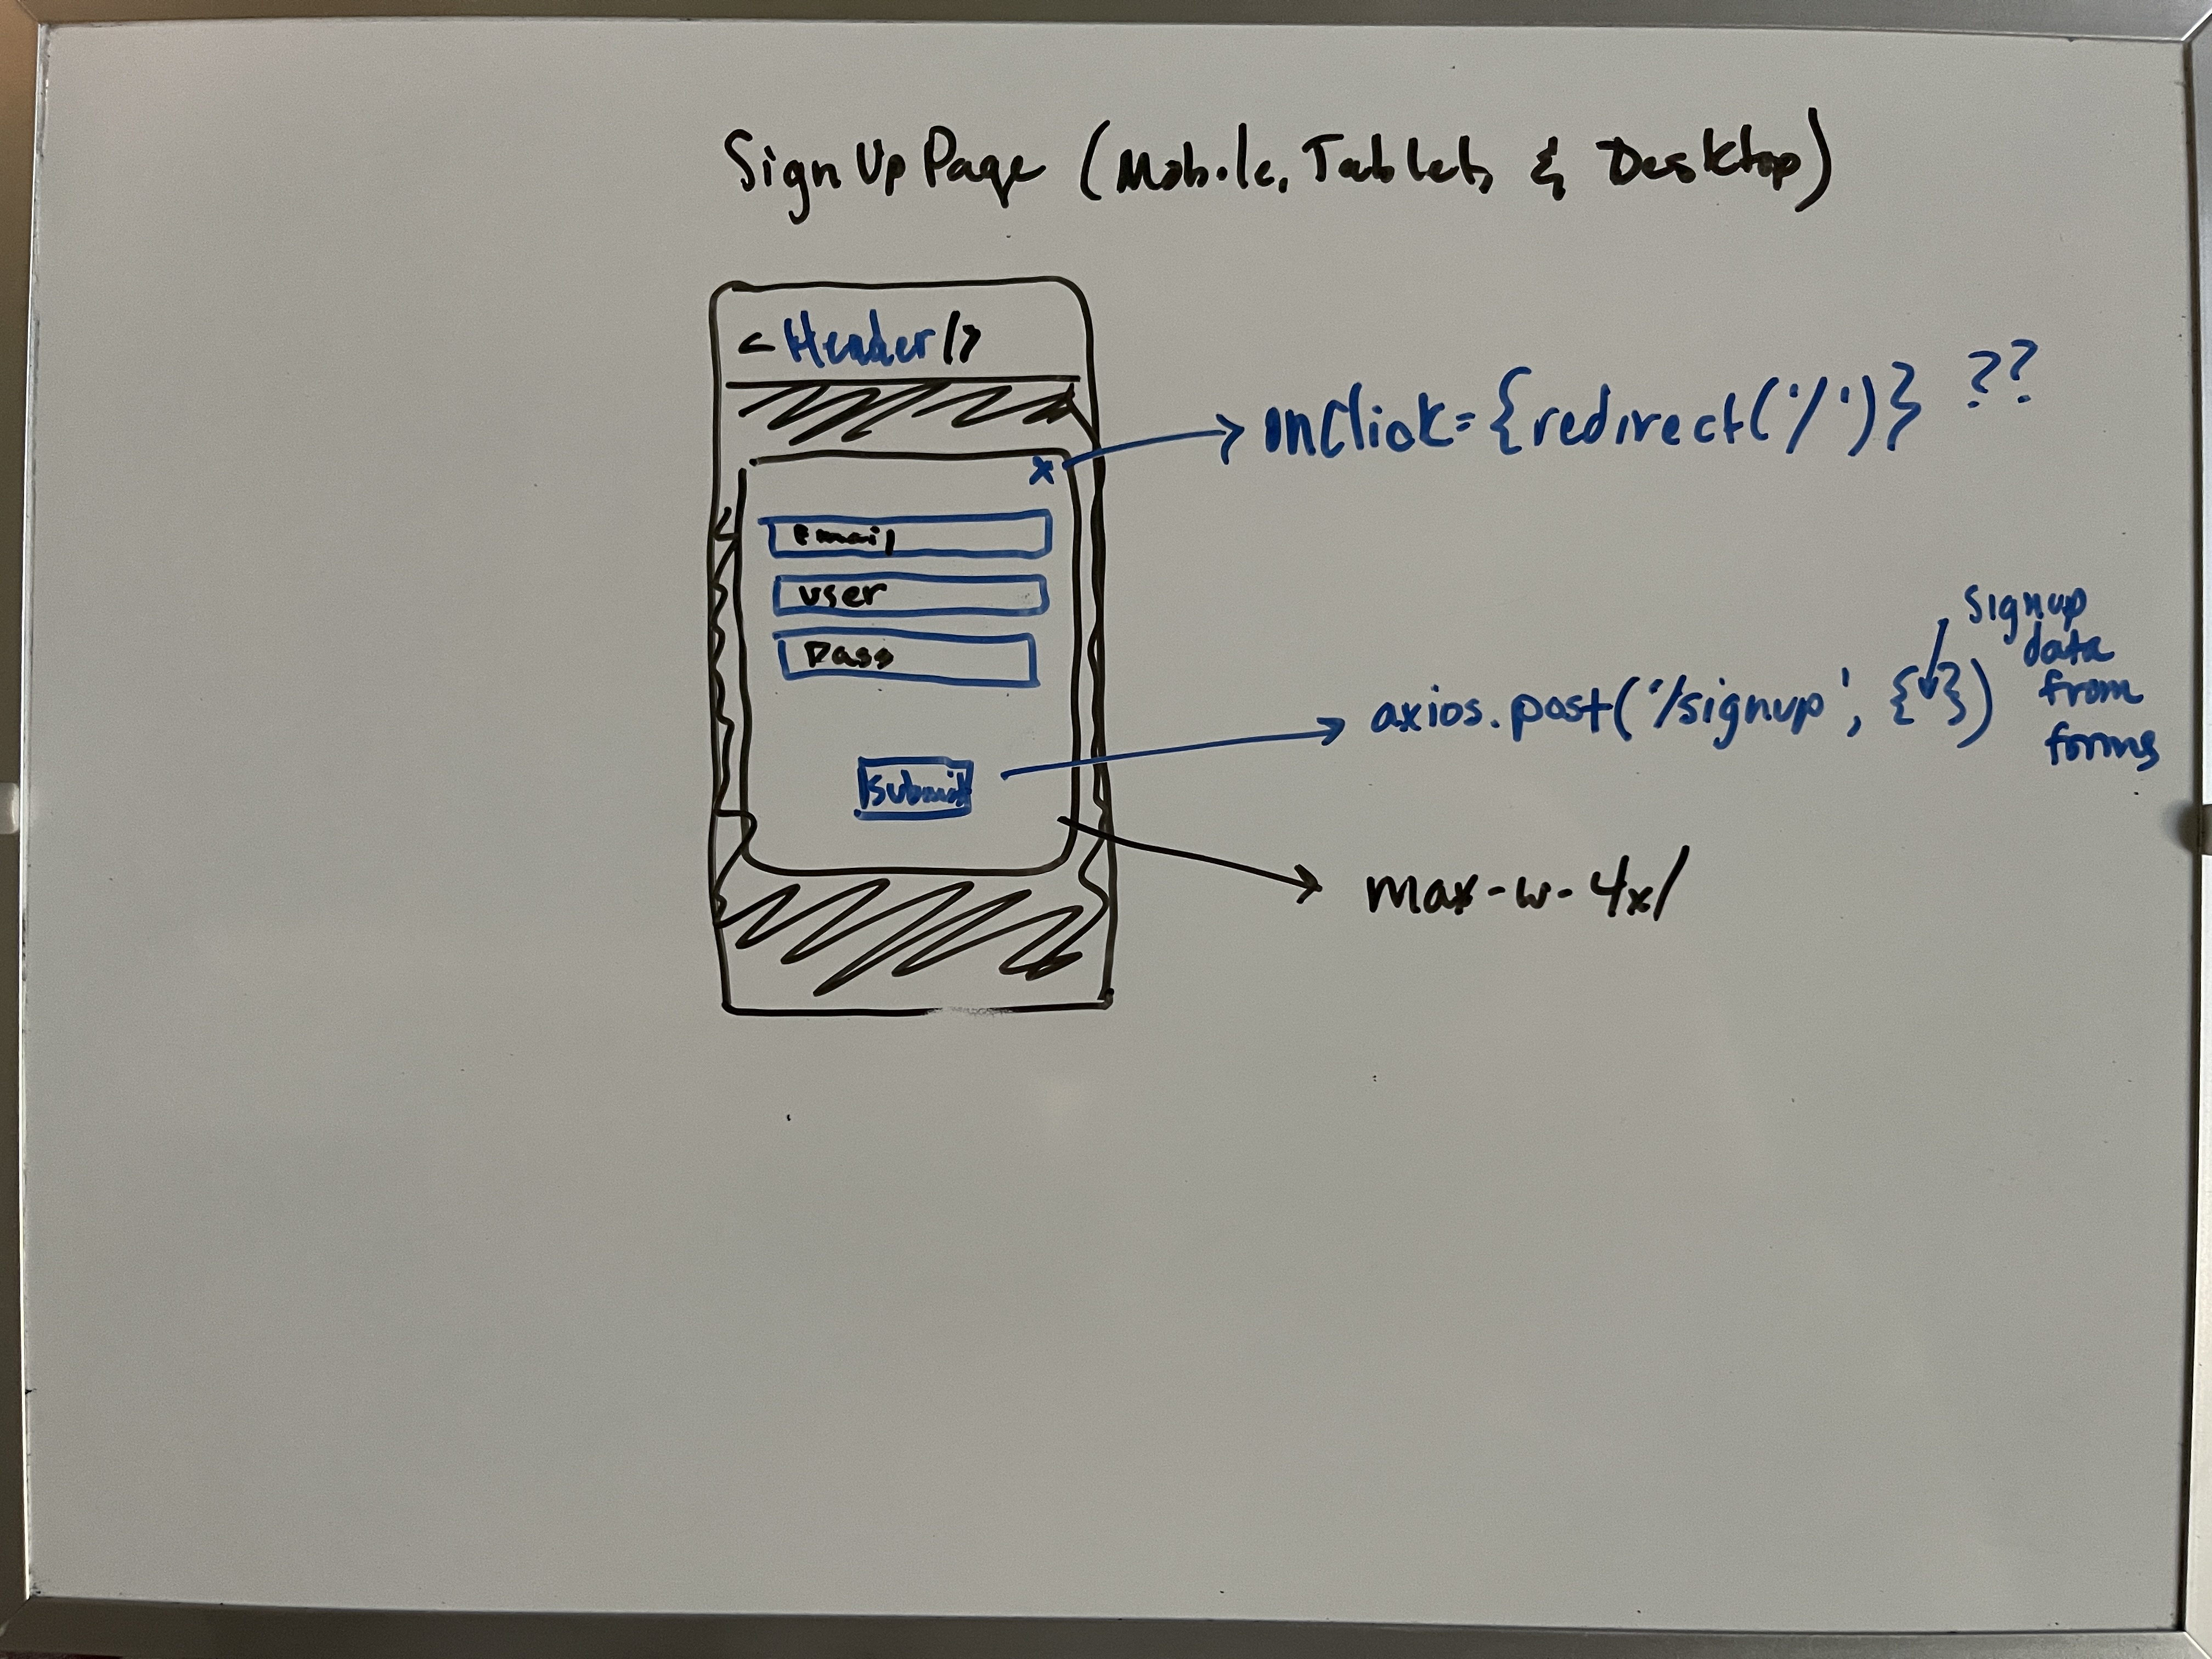 Sign Up Page (Mobile, Tablet, & Desktop)
<Header/>
x
onClick={redirect('/')} ??
Email
user
Pass
signup
data
from
forms
axios.post('/signup', {})
Submit
max-w-4xl